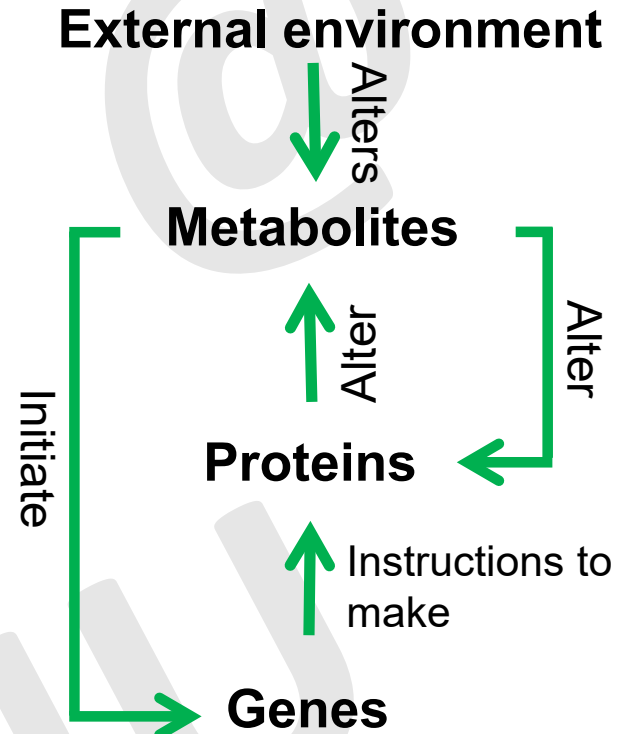 External environment
Alters
Metabolites
Alter
Alter
Initiate
Proteins
Instructions to
make
Genes